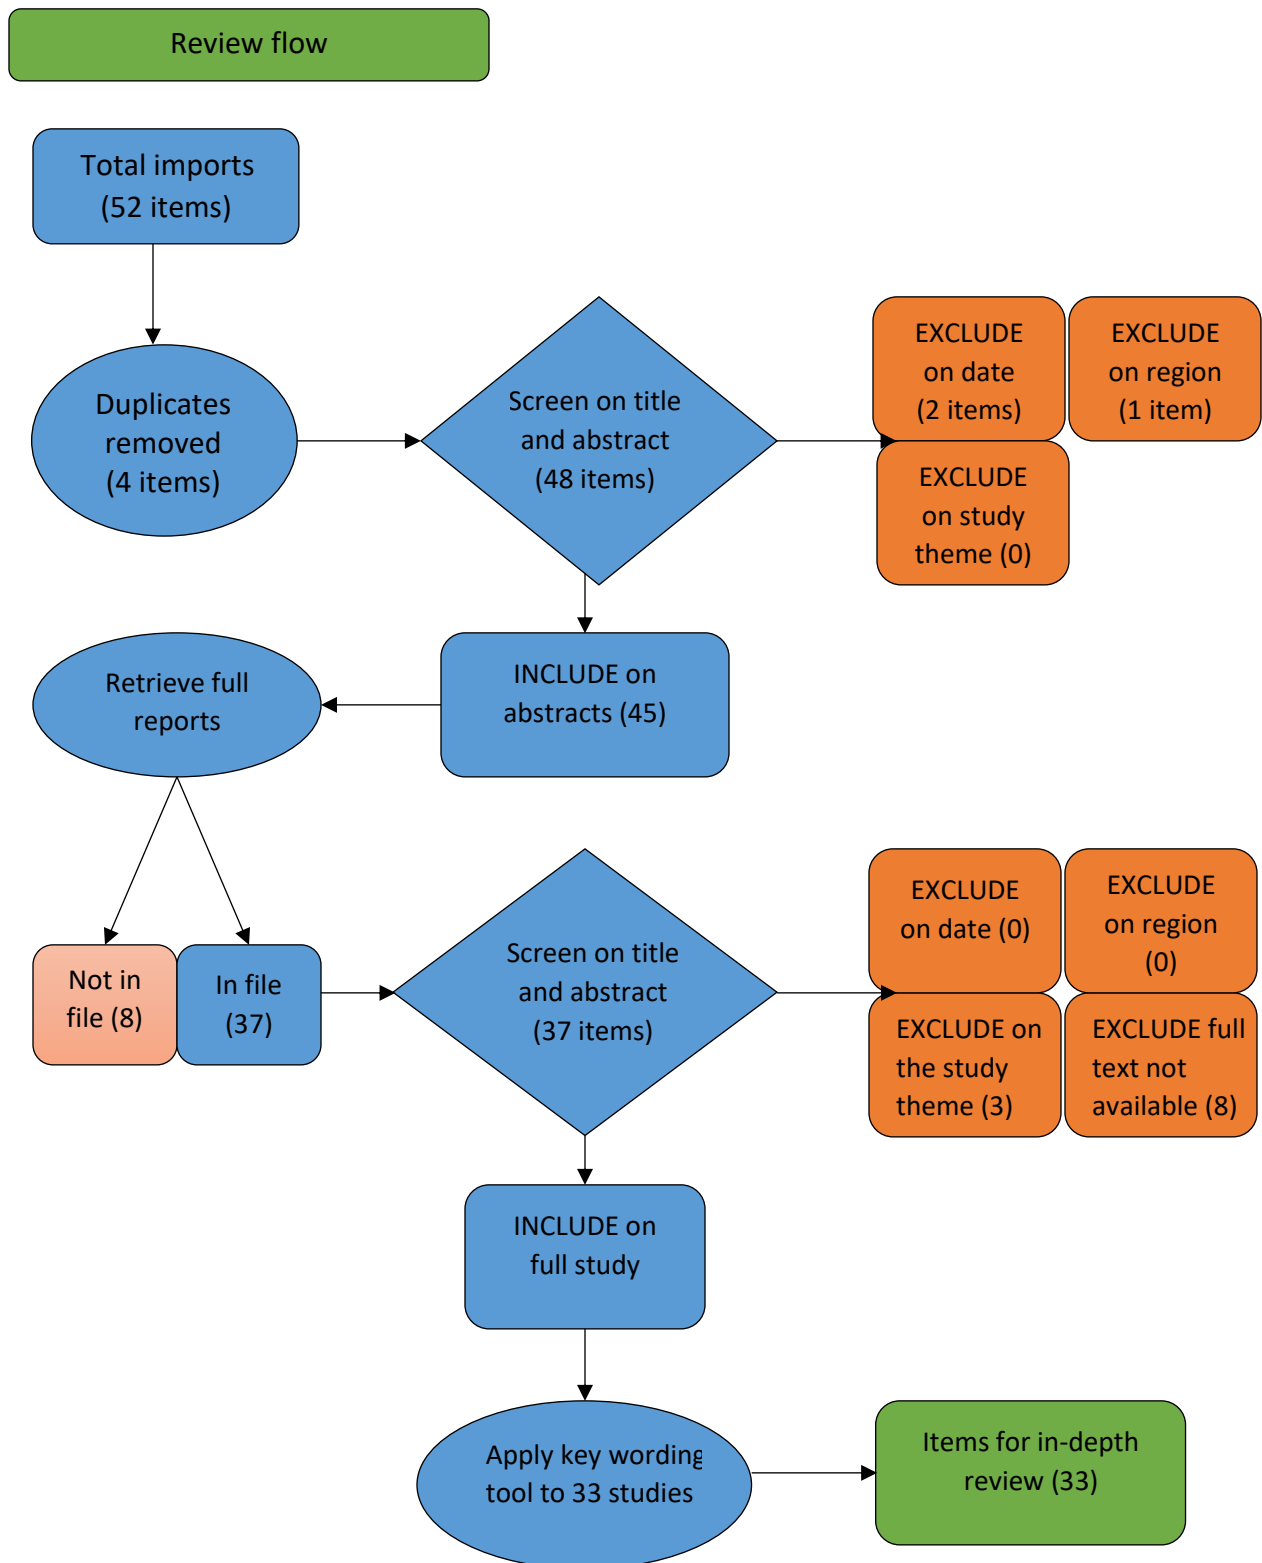 Review flow
Total imports
(52 items)
Duplicates
removed
(4 items)
Screen on title
and abstract
(48 items)
EXCLUDE
on date
(2 items)
EXCLUDE
on region
(1 item)
EXCLUDE
on study
theme (0)
INCLUDE on
abstracts (45)
Retrieve full
reports
Not in
file (8)
In file
(37)
Screen on title
and abstract
(37 items)
EXCLUDE
on date (0)
EXCLUDE
on region
(0)
EXCLUDE on
the study
theme (3)
EXCLUDE full
text not
available (8)
INCLUDE on
full study
Apply key wording
tool to 33 studies
Items for in-depth
review (33)